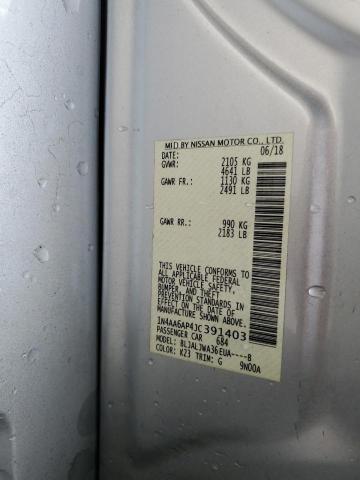 MFD BY NISSAN MOTOR CO., LTD.
DATE: 06/18
GVWR: 2105 KG
4641 LB
GAWR FR.: 1130 KG
2491 LB
GAWR RR.: 990 KG
2183 LB
THIS VEHICLE CONFORMS TO
ALL APPLICABLE FEDERAL
MOTOR VEHICLE SAFETY,
BUMPER, AND THEFT
PREVENTION STANDARDS
IN EFFECT ON THE DATE OF
MANUFACTURE SHOWN ABOVE.
1N4AA6AP4JC391403
PASSENGER CAR 684
MODEL: BLJALJWA36EUA----B
COLOR: K23 TRIM: G 9N00A